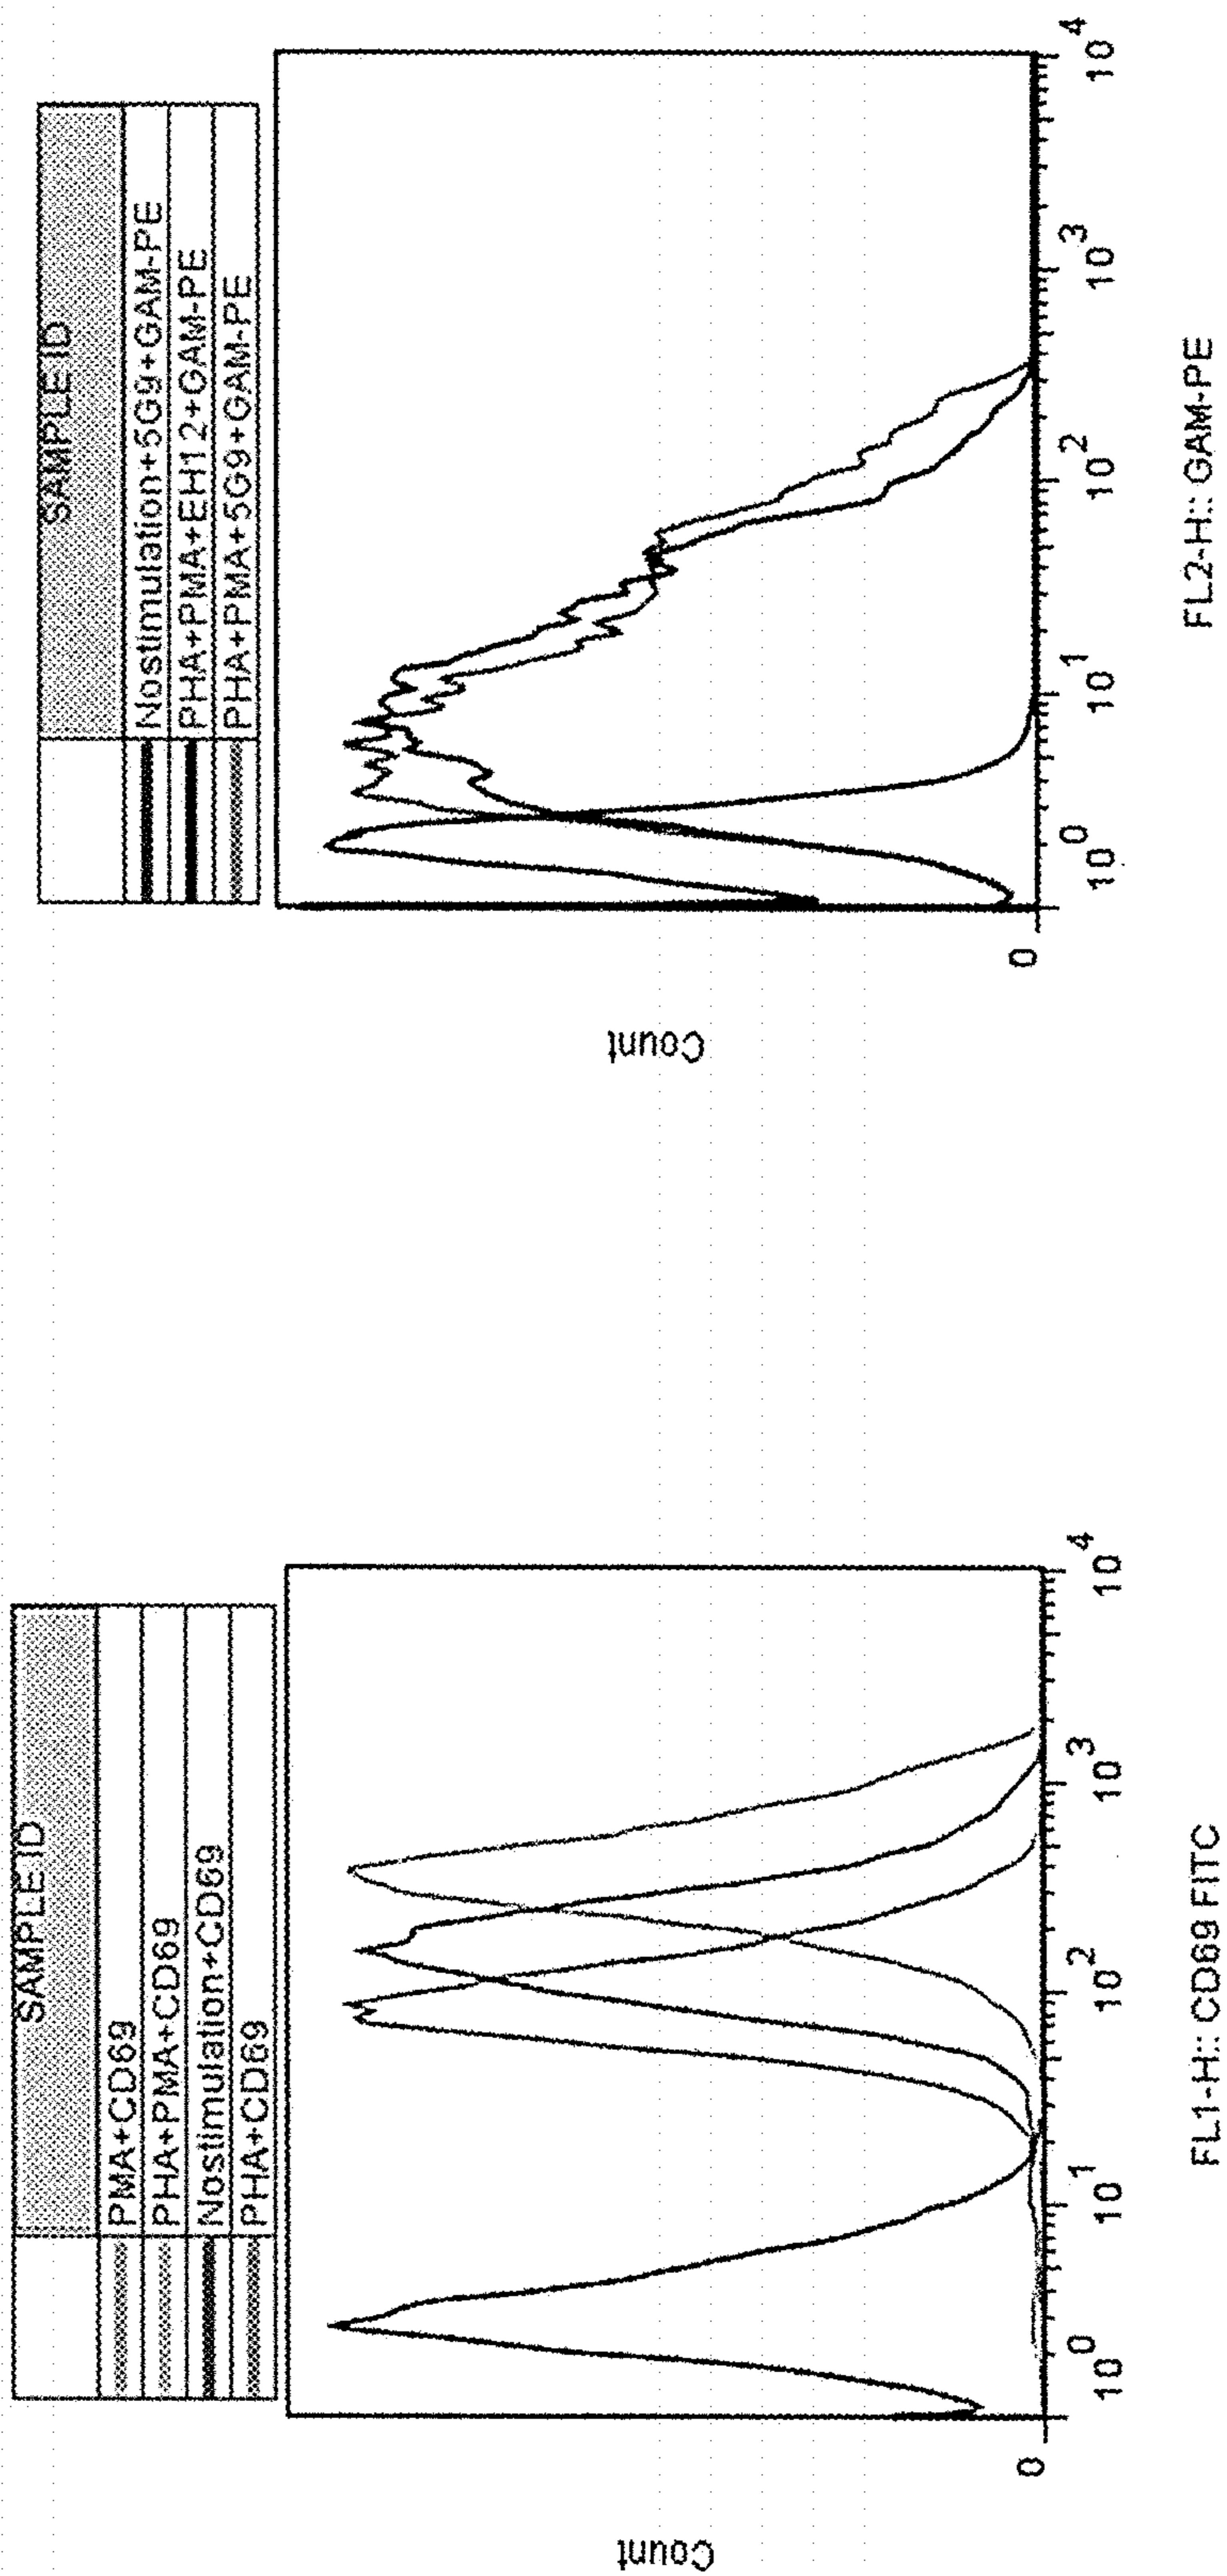 SAMPLE ID
PMA+CD69
PHA+PMA+CD69
Nostimulation+CD69
PHA+CD69
Count
0
10^0 10^1 10^2 10^3 10^4
FL1-H:: CD69 FITC
SAMPLE ID
Nostimulation+5G9+GAM-PE
PHA+PMA+EH12+GAM-PE
PHA+PMA+5G9+GAM-PE
Count
0
10^0 10^1 10^2 10^3 10^4
FL2-H:: GAM-PE